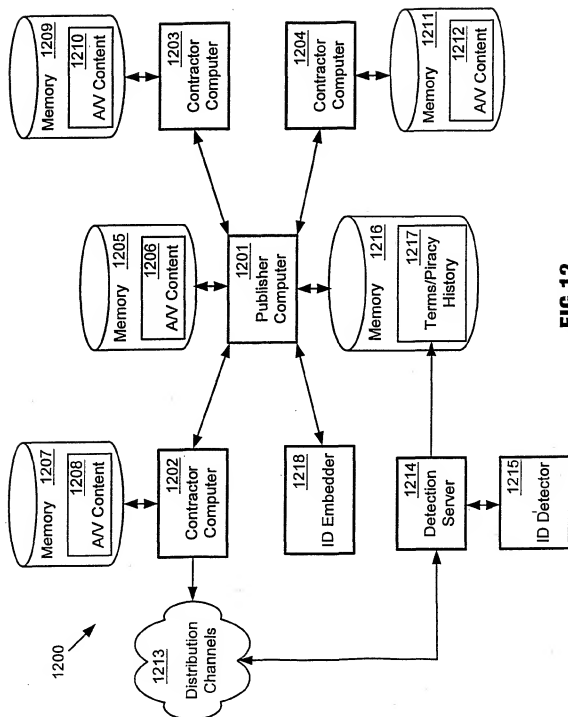 1200
Memory 1207
1208
A/V Content
1202
Contractor
Computer
1213
Distribution
Channels
Memory 1205
1206
A/V Content
1201
Publisher
Computer
1218
ID Embedder
Memory 1216
1217
Terms/Piracy
History
1214
Detection
Server
1215
ID Detector
Memory 1209
1210
A/V Content
1203
Contractor
Computer
1204
Contractor
Computer
Memory 1211
1212
A/V Content